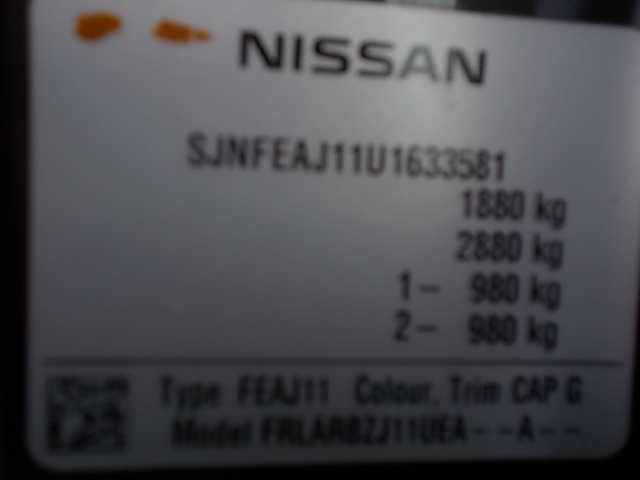 NISSAN
SJNFEAJ11U1633581
1880 kg
2880 kg
1- 980 kg
2- 980 kg
Type FEAJ11 Colour, Trim CAP G
Model FRLARBZJ11UEA--A--